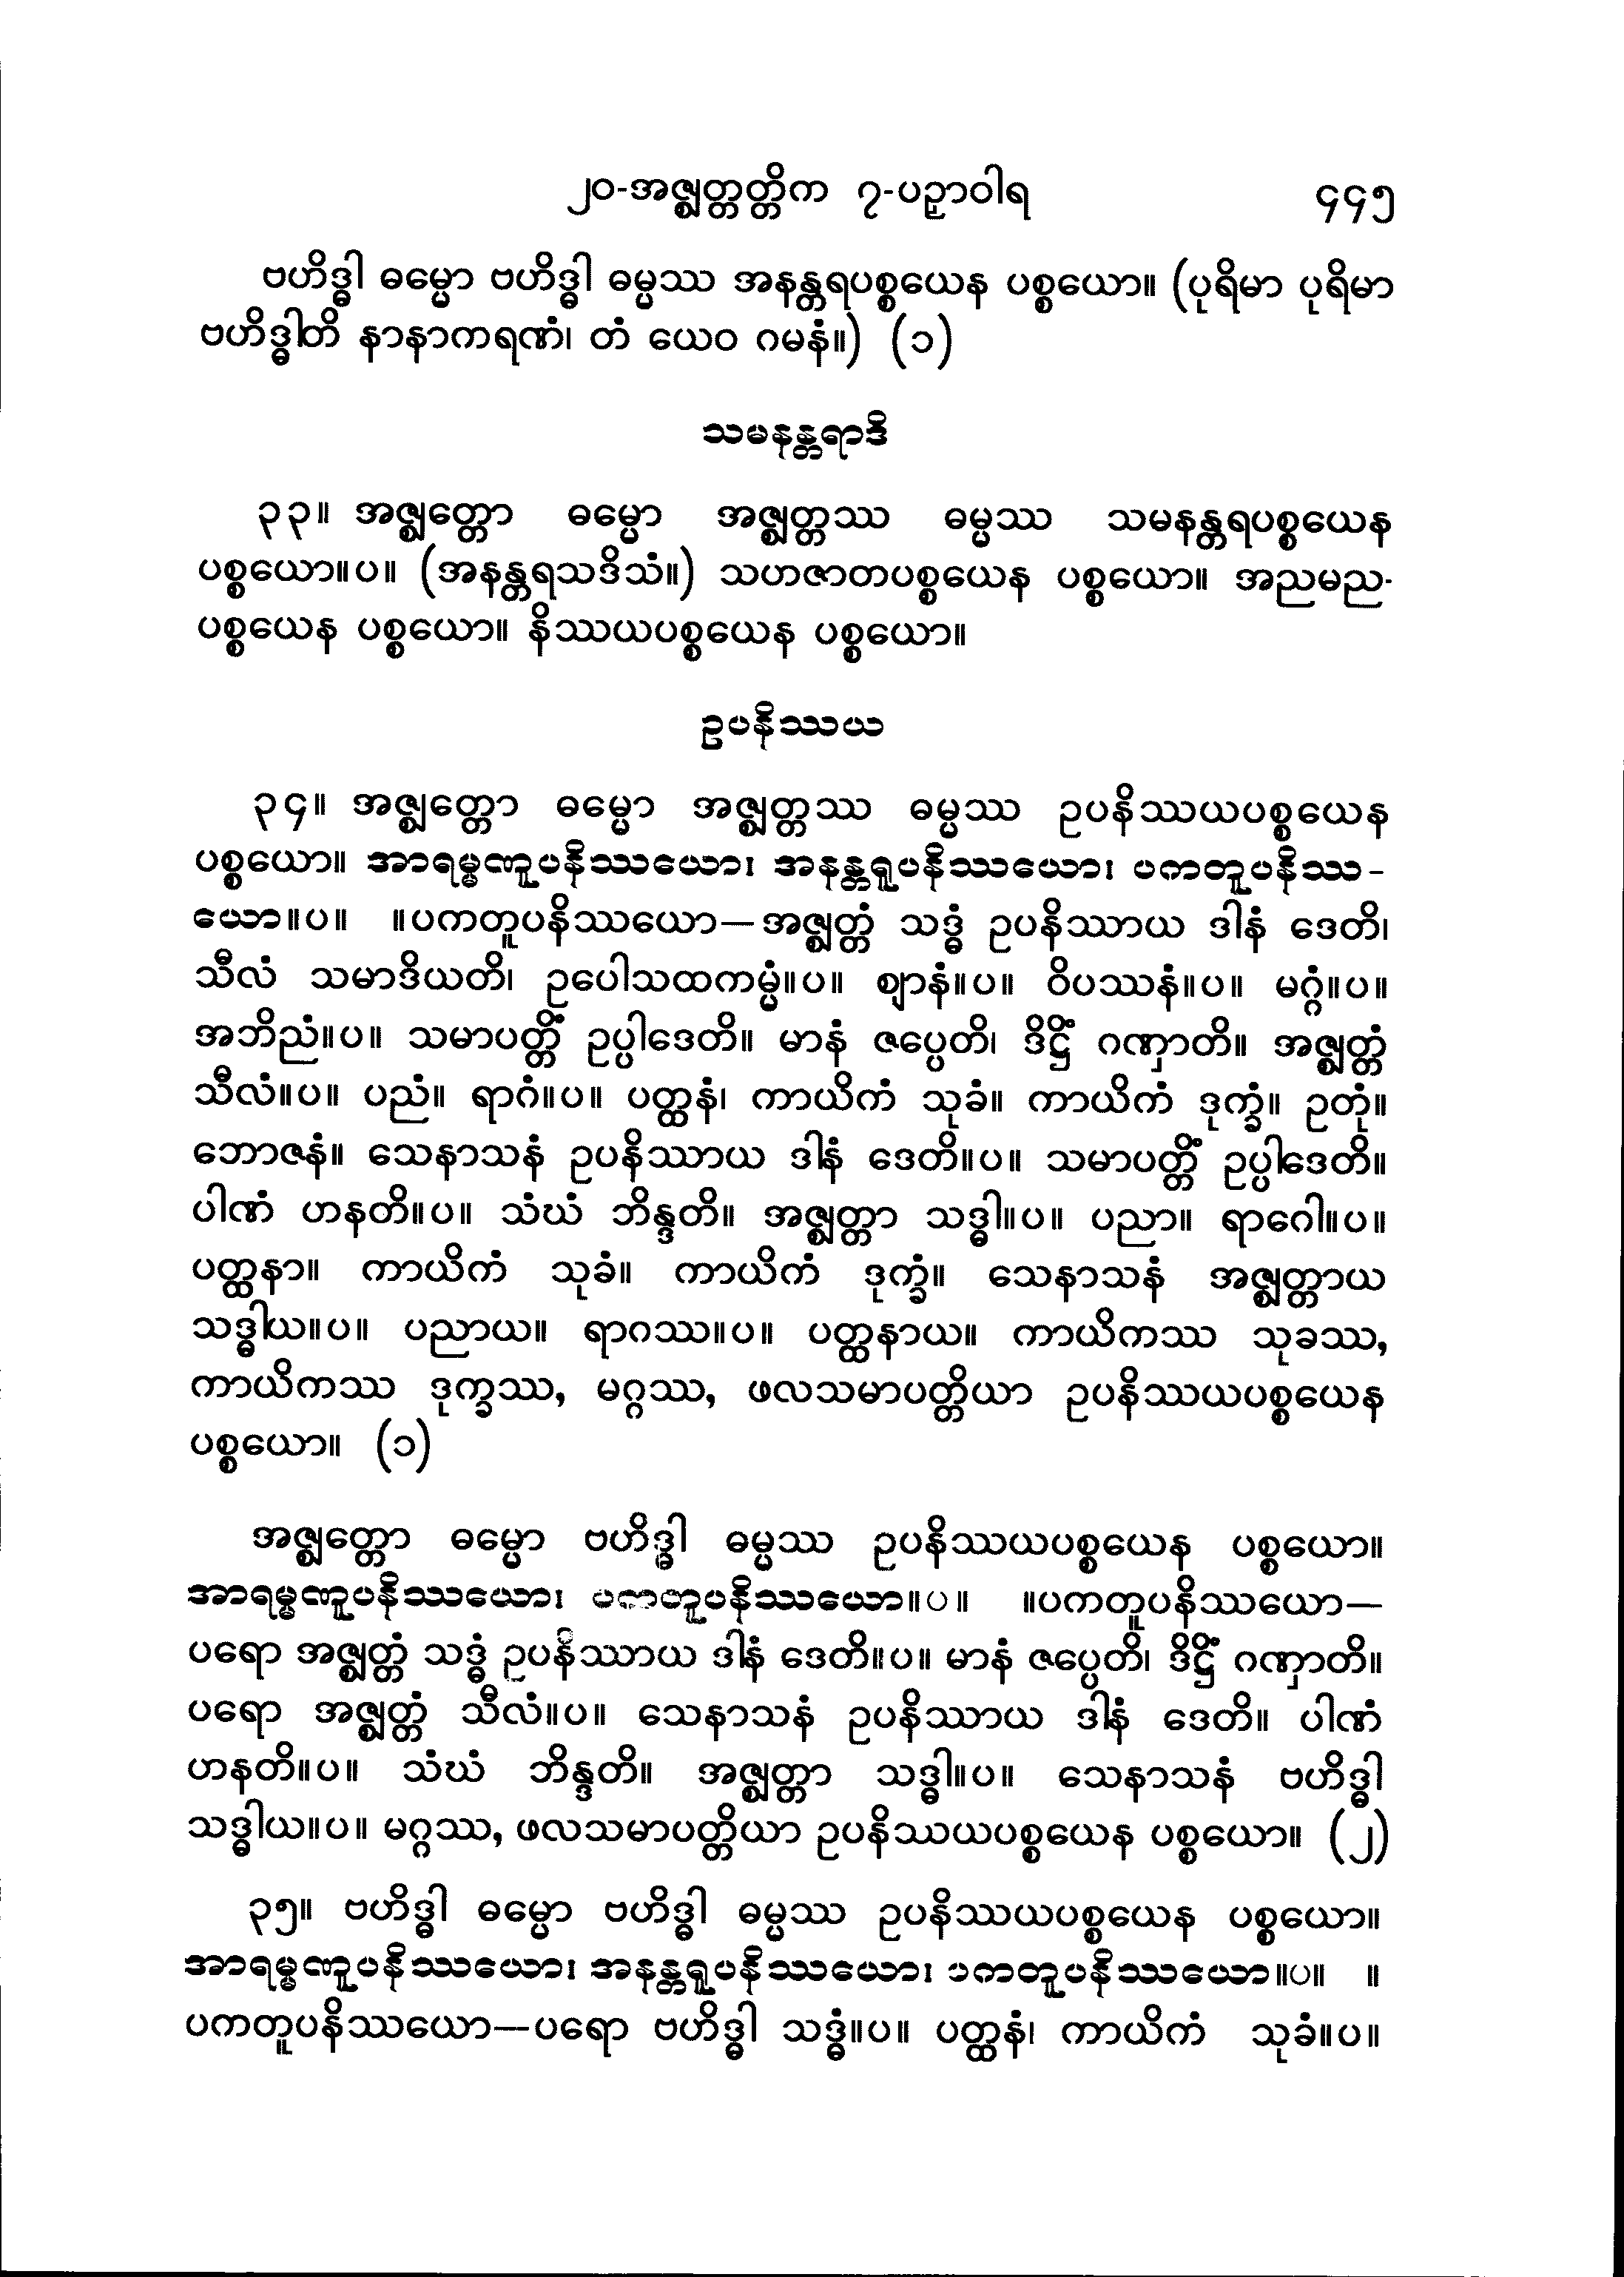 ၂၀-အဇ္ဈတ္တတ္တိက ၇-ပဉှာဝါရ ၄၄၅
ဗဟိဒ္ဓါ ဓမ္မော ဗဟိဒ္ဓါ ဓမ္မဿ အနန္တရပစ္စယေန ပစ္စယော။ (ပုရိမာ ပုရိမာ
ဗဟိဒ္ဓါတိ နာနာကရဏံ၊ တံ ယေဝ ဂမနံ။) (၁)
သမနန္တရာဒိ
၃၃။ အဇ္ဈတ္တော ဓမ္မော အဇ္ဈတ္တဿ ဓမ္မဿ သမနန္တရပစ္စယေန
ပစ္စယော။ပ။ (အနန္တရသဒိသံ။) သဟဇာတပစ္စယေန ပစ္စယော။ အညမည-
ပစ္စယေန ပစ္စယော။ နိဿယပစ္စယေန ပစ္စယော။
ဥပနိဿယ
၃၄။ အဇ္ဈတ္တော ဓမ္မော အဇ္ဈတ္တဿ ဓမ္မဿ ဥပနိဿယပစ္စယေန
ပစ္စယော။ အာရမ္မဏူပနိဿယော၊ အနန္တရူပနိဿယော၊ ပကတူပနိဿ-
ယော။ပ။ ။ပကတူပနိဿယော—အဇ္ဈတ္တံ သဒ္ဓံ ဥပနိဿာယ ဒါနံ ဒေတိ၊
သီလံ သမာဒိယတိ၊ ဥပေါသထကမ္မံ။ပ။ ဈာနံ။ပ။ ဝိပဿနံ။ပ။ မဂ္ဂံ။ပ။
အဘိညံ။ပ။ သမာပတ္တိံ ဥပ္ပါဒေတိ။ မာနံ ဇပ္ပေတိ၊ ဒိဋ္ဌိံ ဂဏှာတိ။ အဇ္ဈတ္တံ
သီလံ။ပ။ ပညံ။ ရာဂံ။ပ။ ပတ္ထနံ၊ ကာယိကံ သုခံ။ ကာယိကံ ဒုက္ခံ။ ဥတုံ။
ဘောဇနံ။ သေနာသနံ ဥပနိဿာယ ဒါနံ ဒေတိ။ပ။ သမာပတ္တိံ ဥပ္ပါဒေတိ။
ပါဏံ ဟနတိ။ပ။ သံဃံ ဘိန္ဒတိ။ အဇ္ဈတ္တာ သဒ္ဓါ။ပ။ ပညာ။ ရာဂေါ။ပ။
ပတ္ထနာ။ ကာယိကံ သုခံ။ ကာယိကံ ဒုက္ခံ။ သေနာသနံ အဇ္ဈတ္တာယ
သဒ္ဓါယ။ပ။ ပညာယ။ ရာဂဿ။ပ။ ပတ္ထနာယ။ ကာယိကဿ သုခဿ,
ကာယိကဿ ဒုက္ခဿ, မဂ္ဂဿ, ဖလသမာပတ္တိယာ ဥပနိဿယပစ္စယေန
ပစ္စယော။ (၁)
အဇ္ဈတ္တော ဓမ္မော ဗဟိဒ္ဓါ ဓမ္မဿ ဥပနိဿယပစ္စယေန ပစ္စယော။
အာရမ္မဏူပနိဿယော၊ ပကတူပနိဿယော။ပ။ ။ပကတူပနိဿယော—
ပရော အဇ္ဈတ္တံ သဒ္ဓံ ဥပနိဿာယ ဒါနံ ဒေတိ။ပ။ မာနံ ဇပ္ပေတိ၊ ဒိဋ္ဌိံ ဂဏှာတိ။
ပရော အဇ္ဈတ္တံ သီလံ။ပ။ သေနာသနံ ဥပနိဿာယ ဒါနံ ဒေတိ။ ပါဏံ
ဟနတိ။ပ။ သံဃံ ဘိန္ဒတိ။ အဇ္ဈတ္တာ သဒ္ဓါ။ပ။ သေနာသနံ ဗဟိဒ္ဓါ
သဒ္ဓါယ။ပ။ မဂ္ဂဿ, ဖလသမာပတ္တိယာ ဥပနိဿယပစ္စယေန ပစ္စယော။ (၂)
၃၅။ ဗဟိဒ္ဓါ ဓမ္မော ဗဟိဒ္ဓါ ဓမ္မဿ ဥပနိဿယပစ္စယေန ပစ္စယော။
အာရမ္မဏူပနိဿယော၊ အနန္တရူပနိဿယော၊ ပကတူပနိဿယော။ပ။ ။
ပကတူပနိဿယော—ပရော ဗဟိဒ္ဓါ သဒ္ဓံ။ပ။ ပတ္ထနံ၊ ကာယိကံ သုခံ။ပ။